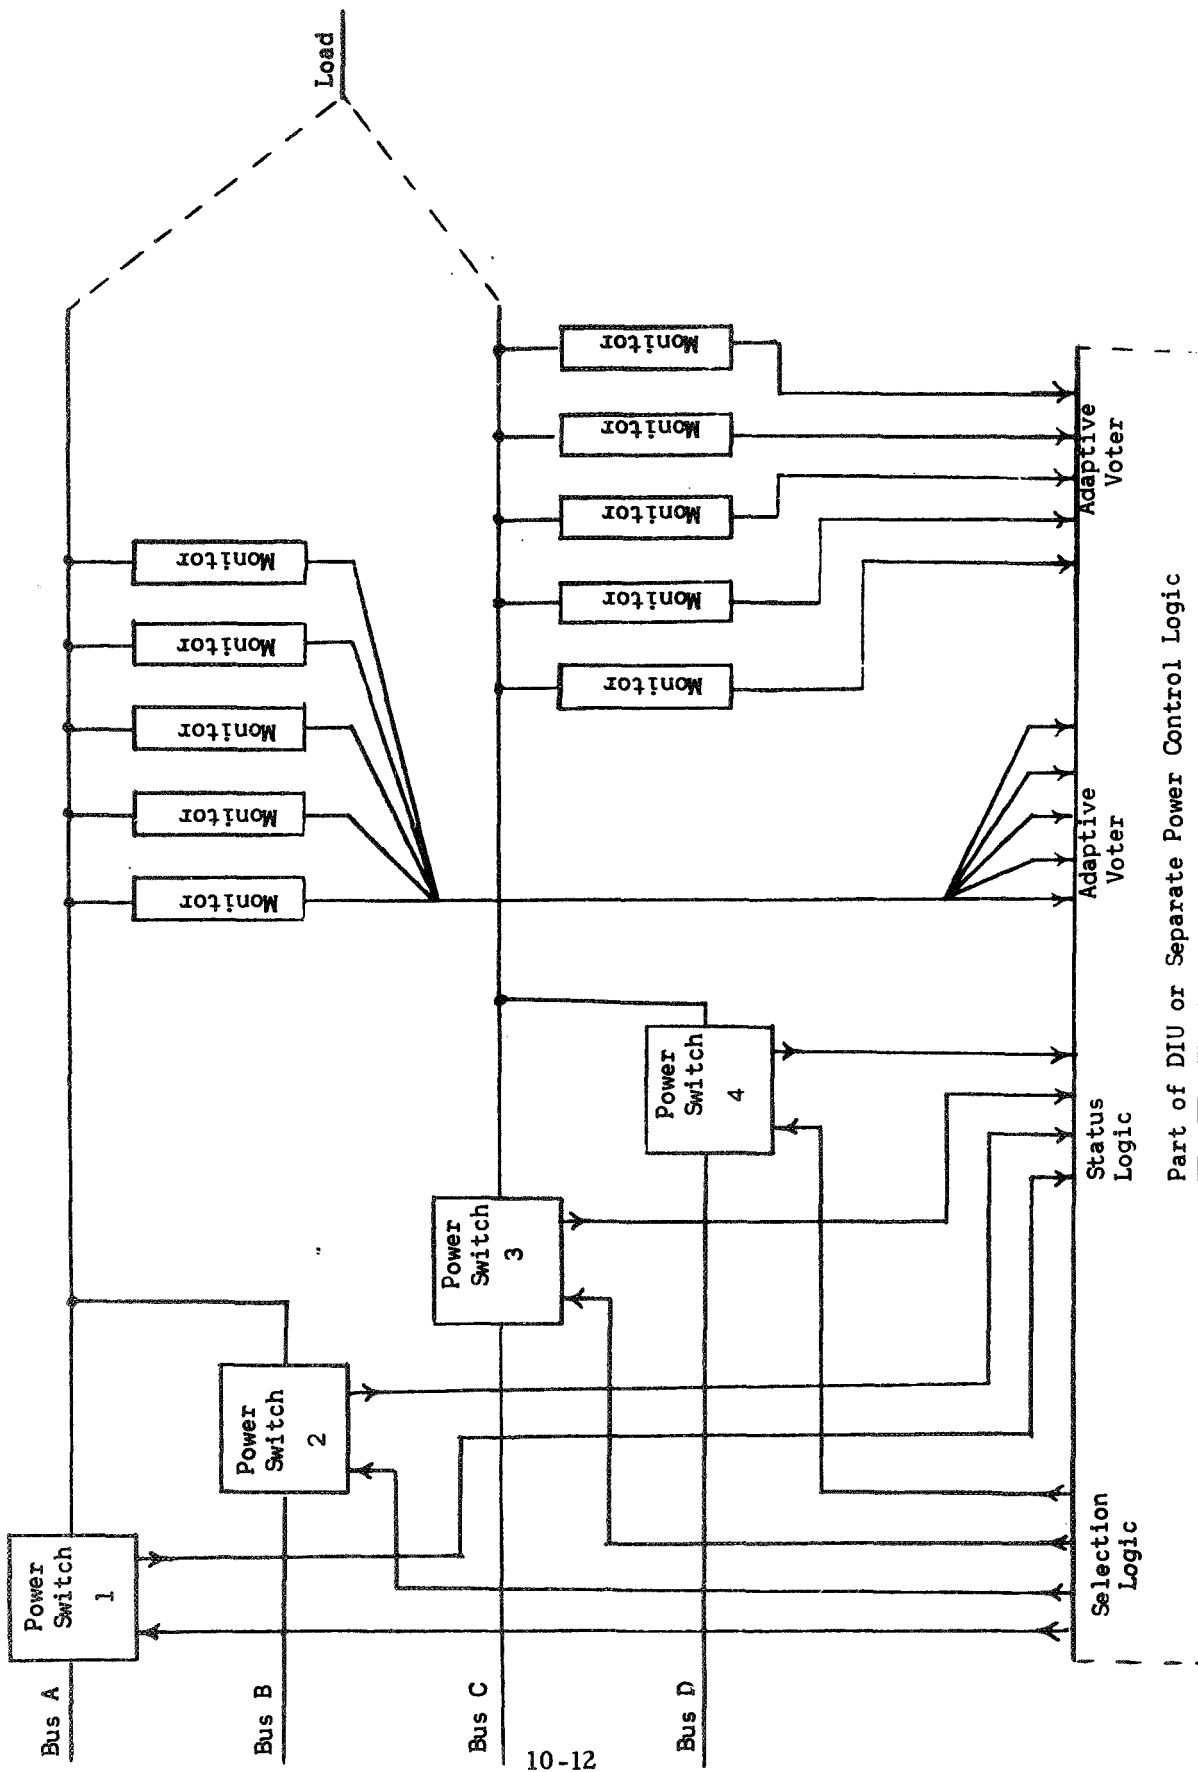 Load
Monitor
Monitor
Monitor
Monitor
Monitor
Monitor
Monitor
Monitor
Monitor
Monitor
Power
Switch
1
Power
Switch
2
Power
Switch
3
Power
Switch
4
Bus A
Bus B
Bus C
Bus D
Selection
Logic
Status
Logic
Adaptive
Voter
Adaptive
Voter
Part of DIU or Separate Power Control Logic
10-12